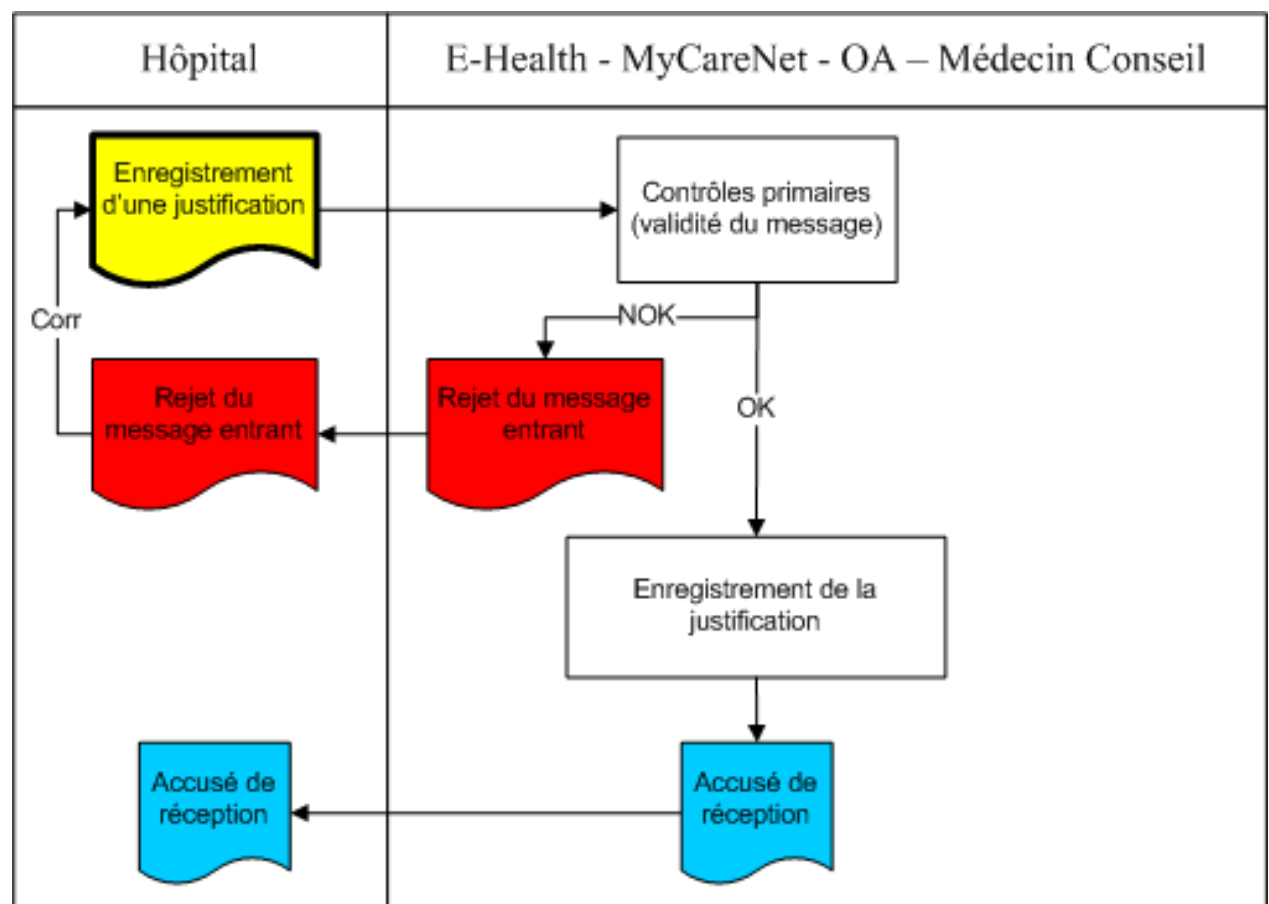 Hôpital
E-Health - MyCareNet - OA – Médecin Conseil
Enregistrement
d'une justification
Contrôles primaires
(validité du message)
NOK
Corr
Rejet du
message entrant
Rejet du message
entrant
OK
Enregistrement de la
justification
Accusé de
réception
Accusé de
réception